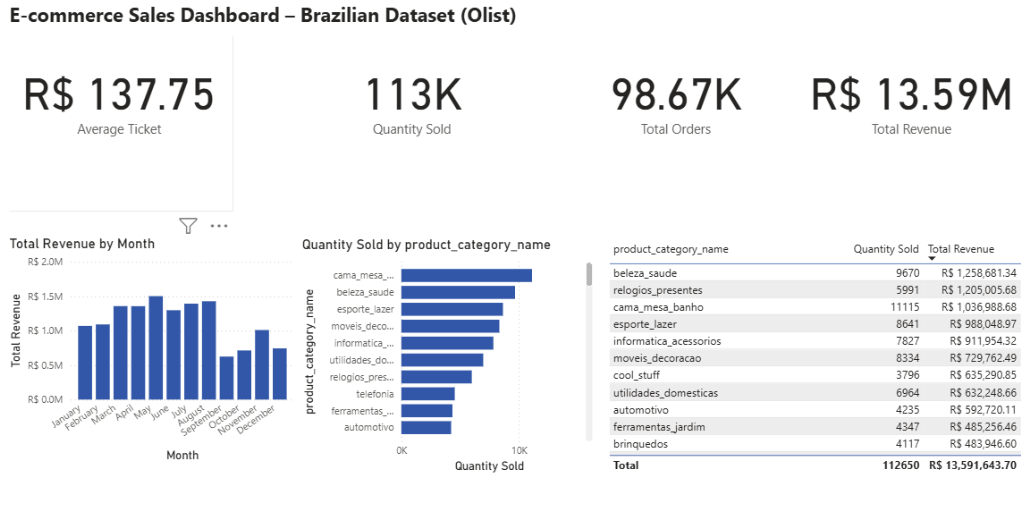 E-commerce Sales Dashboard – Brazilian Dataset (Olist)
R$ 137.75
Average Ticket
113K
Quantity Sold
98.67K
Total Orders
R$ 13.59M
Total Revenue
Total Revenue by Month
Total Revenue
R$ 2.0M
R$ 1.5M
R$ 1.0M
R$ 0.5M
R$ 0.0M
January
February
March
April
May
June
July
August
September
October
November
December
Month
Quantity Sold by product_category_name
product_category_name
cama_mesa_...
beleza_saude
esporte_lazer
moveis_deco...
informatica_...
utilidades_do...
relogios_pres...
telefonia
ferramentas_...
automotivo
0K 10K
Quantity Sold
product_category_name Quantity Sold Total Revenue
beleza_saude 9670 R$ 1,258,681.34
relogios_presentes 5991 R$ 1,205,005.68
cama_mesa_banho 11115 R$ 1,036,988.68
esporte_lazer 8641 R$ 988,048.97
informatica_acessorios 7827 R$ 911,954.32
moveis_decoracao 8334 R$ 729,762.49
cool_stuff 3796 R$ 635,290.85
utilidades_domesticas 6964 R$ 632,248.66
automotivo 4235 R$ 592,720.11
ferramentas_jardim 4347 R$ 485,256.46
brinquedos 4117 R$ 483,946.60
Total 112650 R$ 13,591,643.70